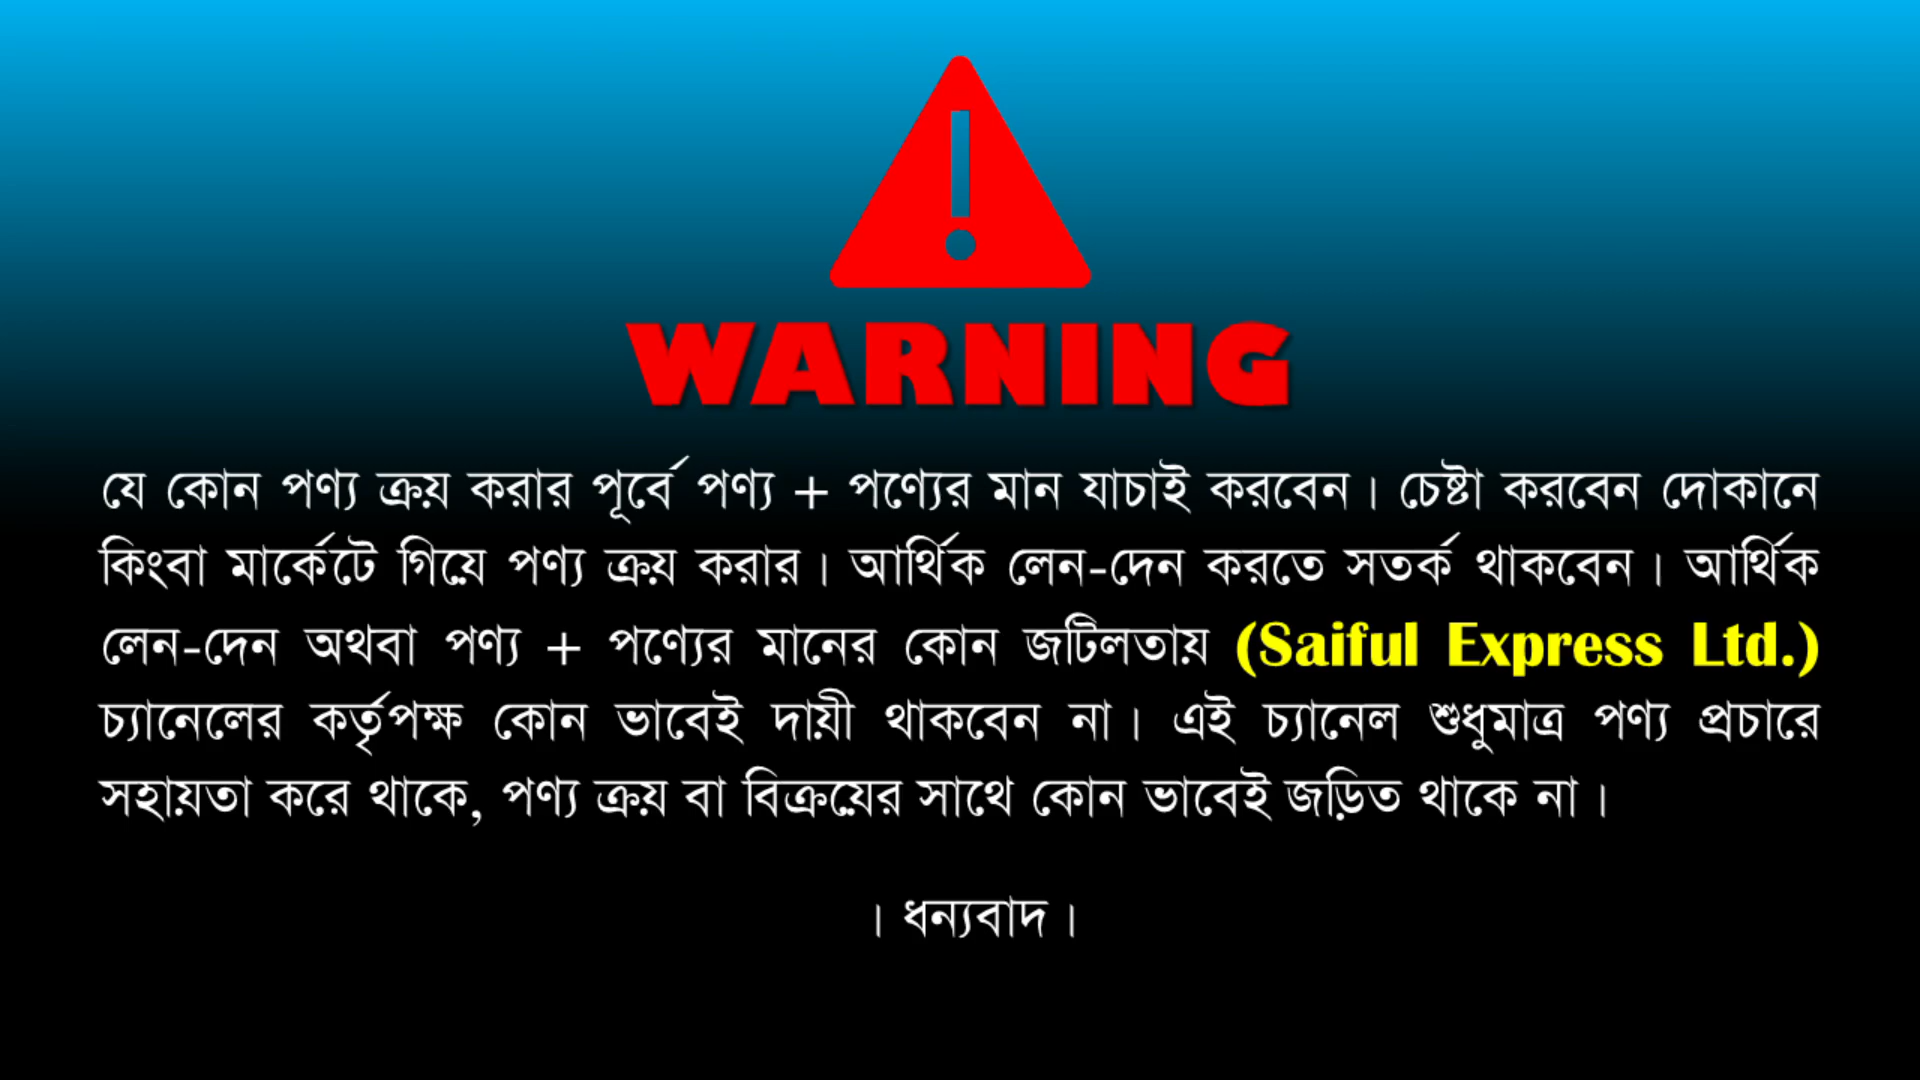 WARNING
যে কোন পণ্য ক্রয় করার পূর্বে পণ্য + পণ্যের মান যাচাই করবেন। চেষ্টা করবেন দোকানে
কিংবা মার্কেটে গিয়ে পণ্য ক্রয় করার। আর্থিক লেন-দেন করতে সতর্ক থাকবেন। আর্থিক
লেন-দেন অথবা পণ্য + পণ্যের মানের কোন জটিলতায় (Saiful Express Ltd.)
চ্যানেলের কর্তৃপক্ষ কোন ভাবেই দায়ী থাকবেন না। এই চ্যানেল শুধুমাত্র পণ্য প্রচারে
সহায়তা করে থাকে, পণ্য ক্রয় বা বিক্রয়ের সাথে কোন ভাবেই জড়িত থাকে না।
। ধন্যবাদ।